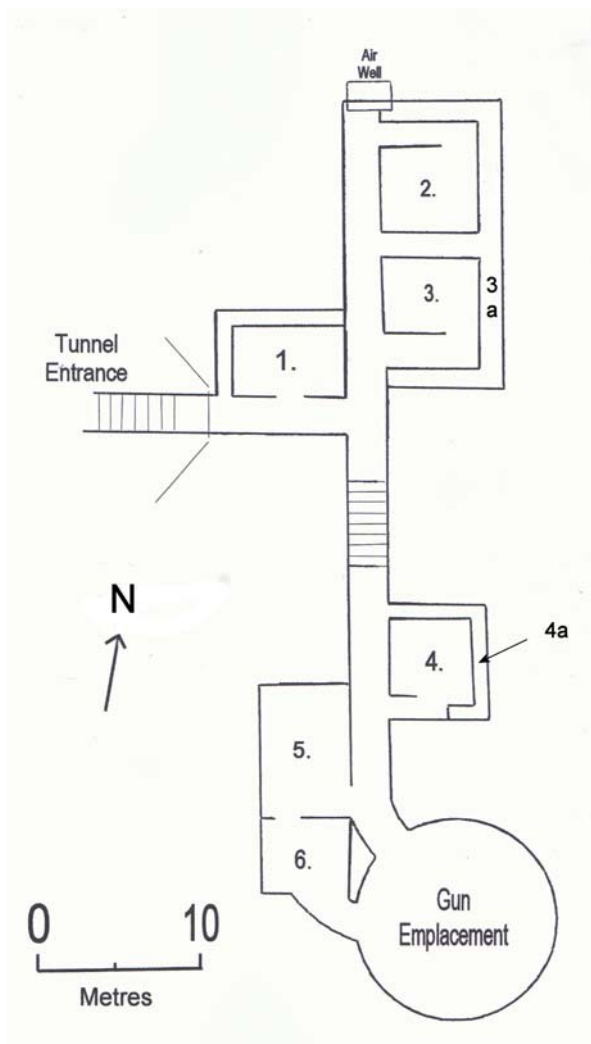 Air
Well
2.
3.
3
a
Tunnel
Entrance
1.
N
4.
4a
5.
6.
Gun
Emplacement
0 10
Metres